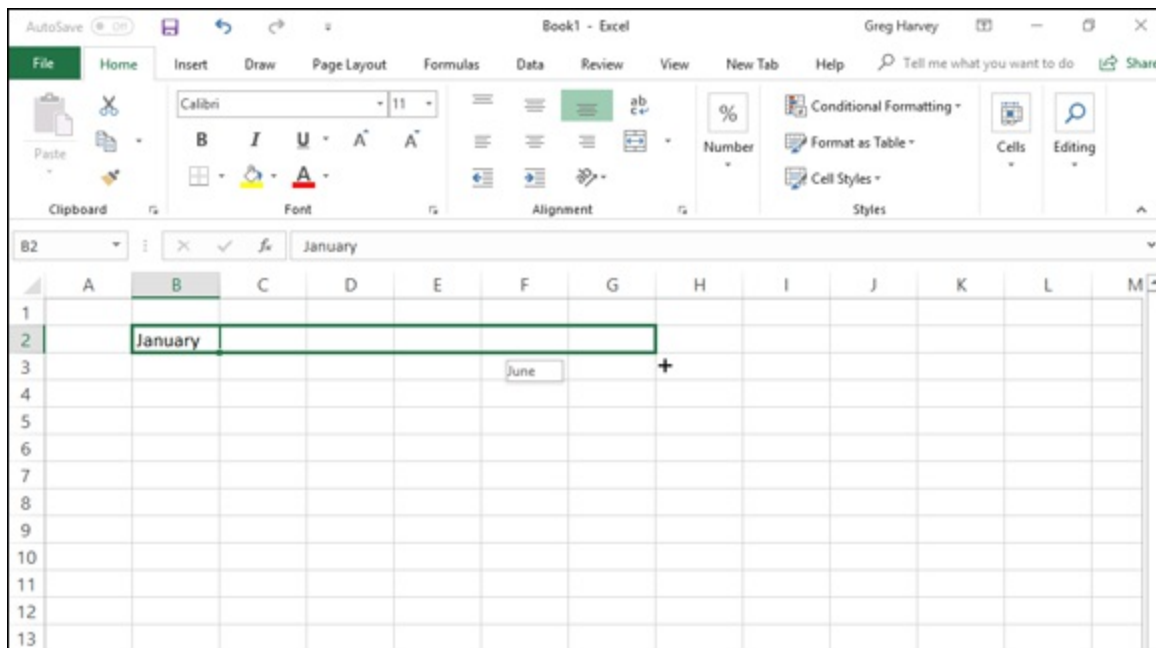 AutoSave Off Book1 - Excel Greg Harvey
File Home Insert Draw Page Layout Formulas Data Review View New Tab Help Tell me what you want to do Share
Calibri 11 ab
B I U A A Paste % Number Conditional Formatting Format as Table Cells Editing
A Cell Styles
Clipboard Font Alignment Styles
B2 fx January
A B C D E F G H I J K L M
1
2 January
3 June
4
5
6
7
8
9
10
11
12
13